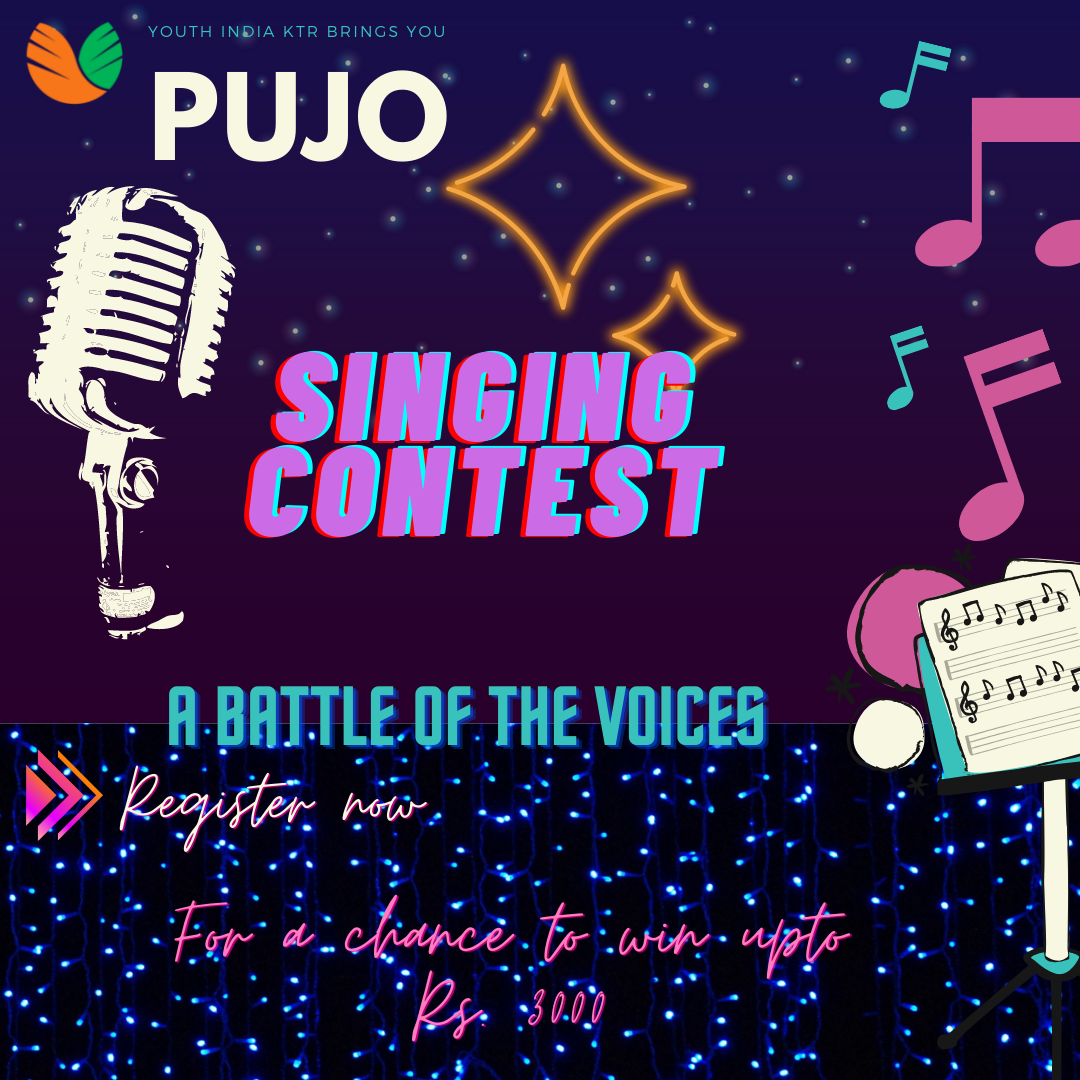 YOUTH INDIA KTR BRINGS YOU
PUJO
SINGING
CONTEST
A BATTLE OF THE VOICES
Register now
For a chance to win upto
Rs. 3000